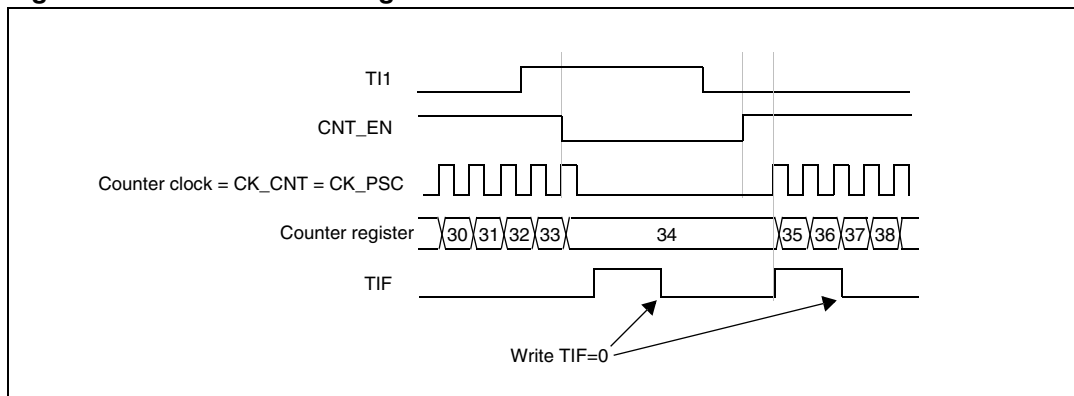 TI1
CNT_EN
Counter clock = CK_CNT = CK_PSC
Counter register 30 31 32 33 34 35 36 37 38
TIF
Write TIF=0